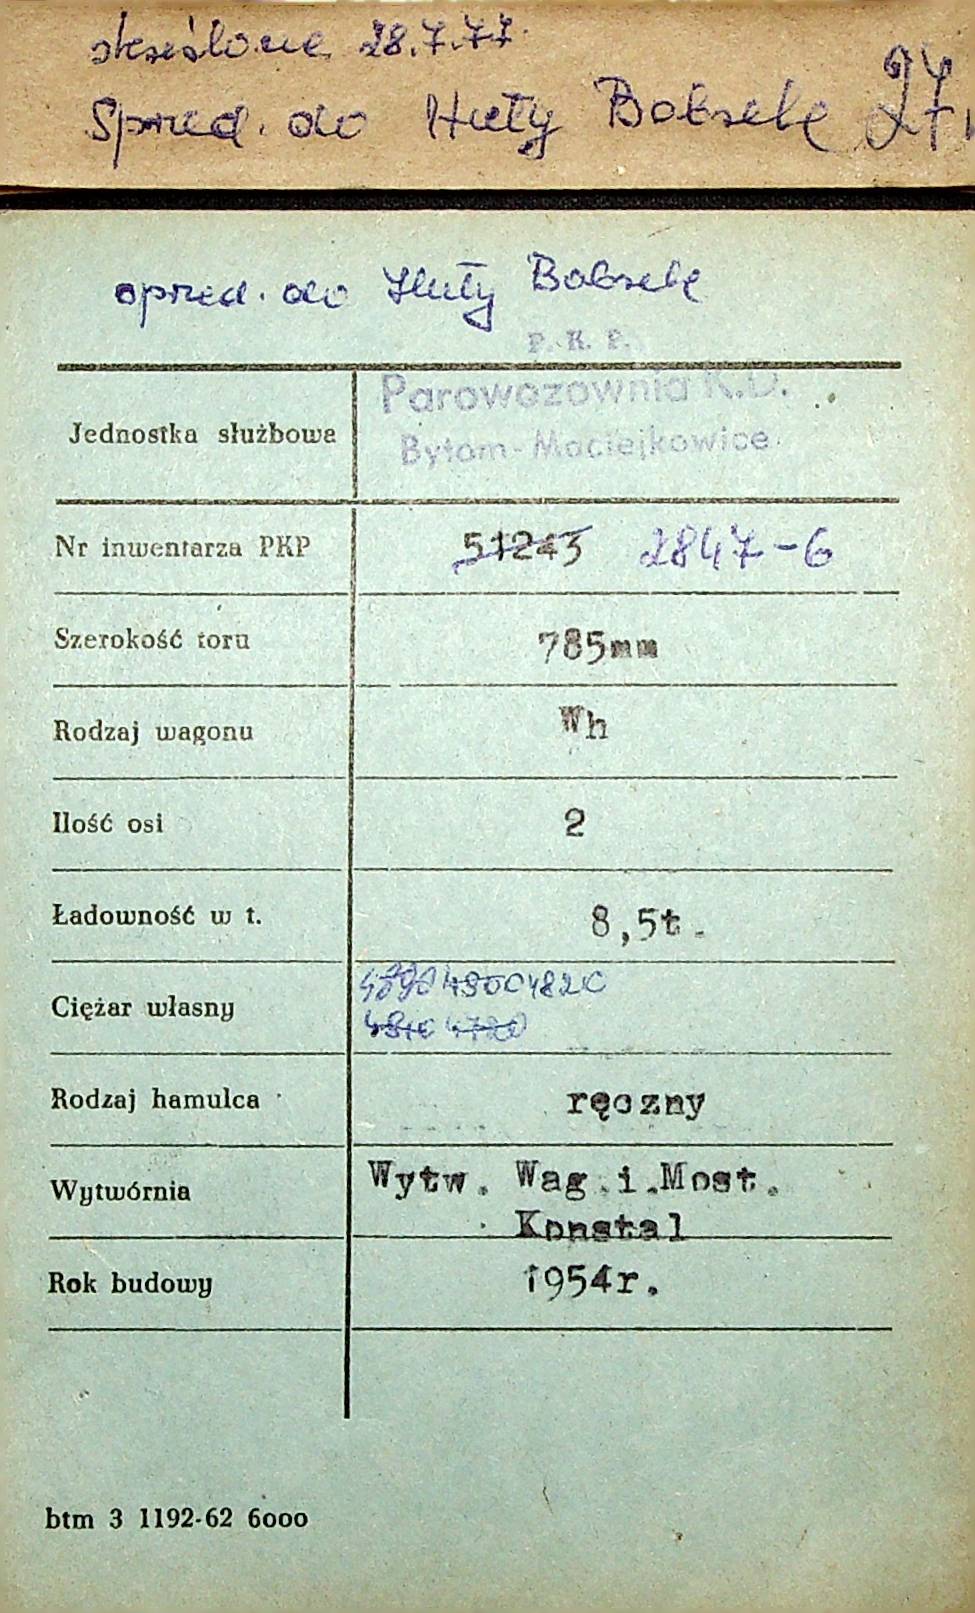 skreślone 28.7.77.
Sprzed. do Huty Bobrek
sprzed. do Huty Bobrek
P. K. P.
Parowozownia K.D.
Bytom-Maciejkowice
Jednostka służbowa
Nr inwentarza PKP 51243 2847-6
Szerokość toru 785mm
Rodzaj wagonu Wh
Ilość osi 2
Ładowność w t. 8,5t.
Ciężar własny 4820
Rodzaj hamulca ręczny
Wytwórnia Wytw. Wag.i.Most.
Konstal
Rok budowy 1954r.
btm 3 1192-62 6000